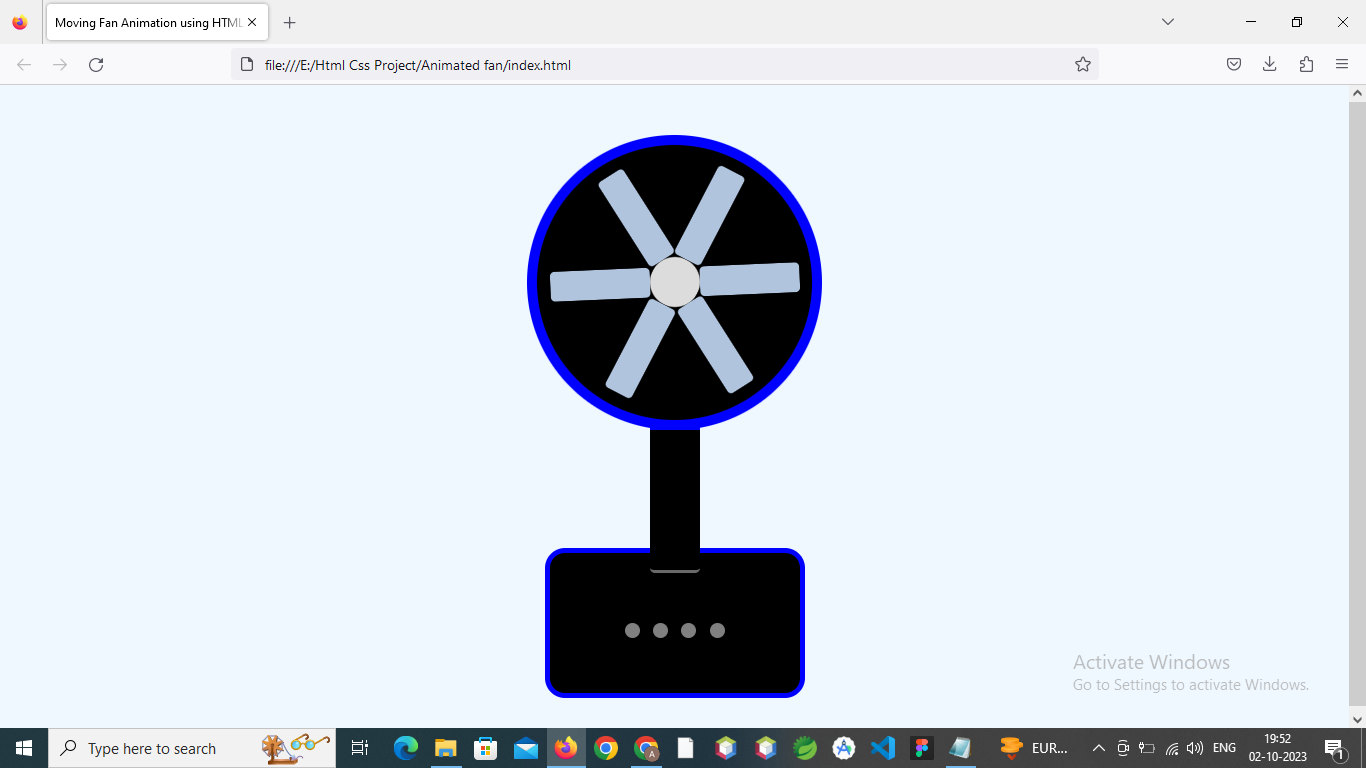 Moving Fan Animation using HTML
file:///E:/Html Css Project/Animated fan/index.html
Activate Windows
Go to Settings to activate Windows.
Type here to search
A
EUR...
ENG
19:52
02-10-2023
1